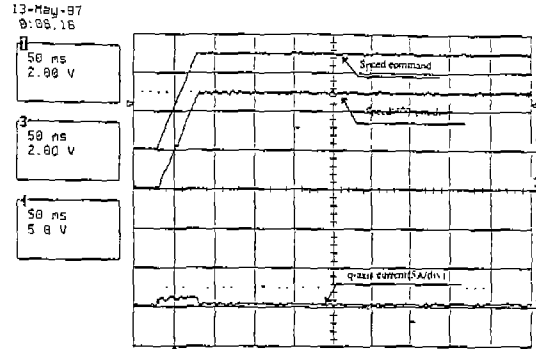 13-May-97
9:08.16
1
50 ms
2.00 V
Speed command
3
50 ms
2.00 V
4
50 ms
5.0 V
q-axis current(5A/div)